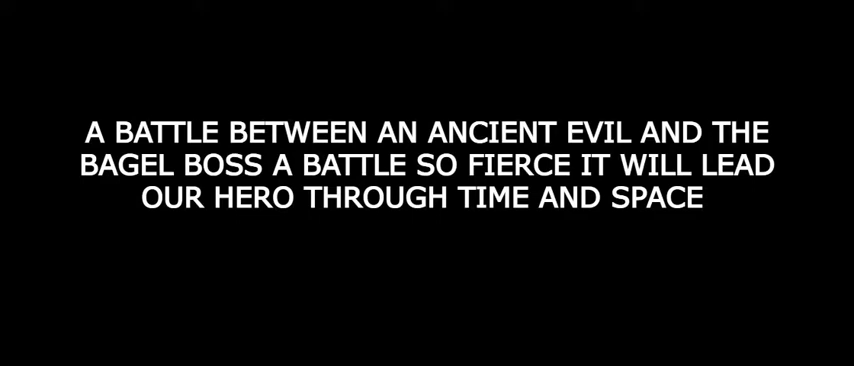 A BATTLE BETWEEN AN ANCIENT EVIL AND THE
BAGEL BOSS A BATTLE SO FIERCE IT WILL LEAD
OUR HERO THROUGH TIME AND SPACE